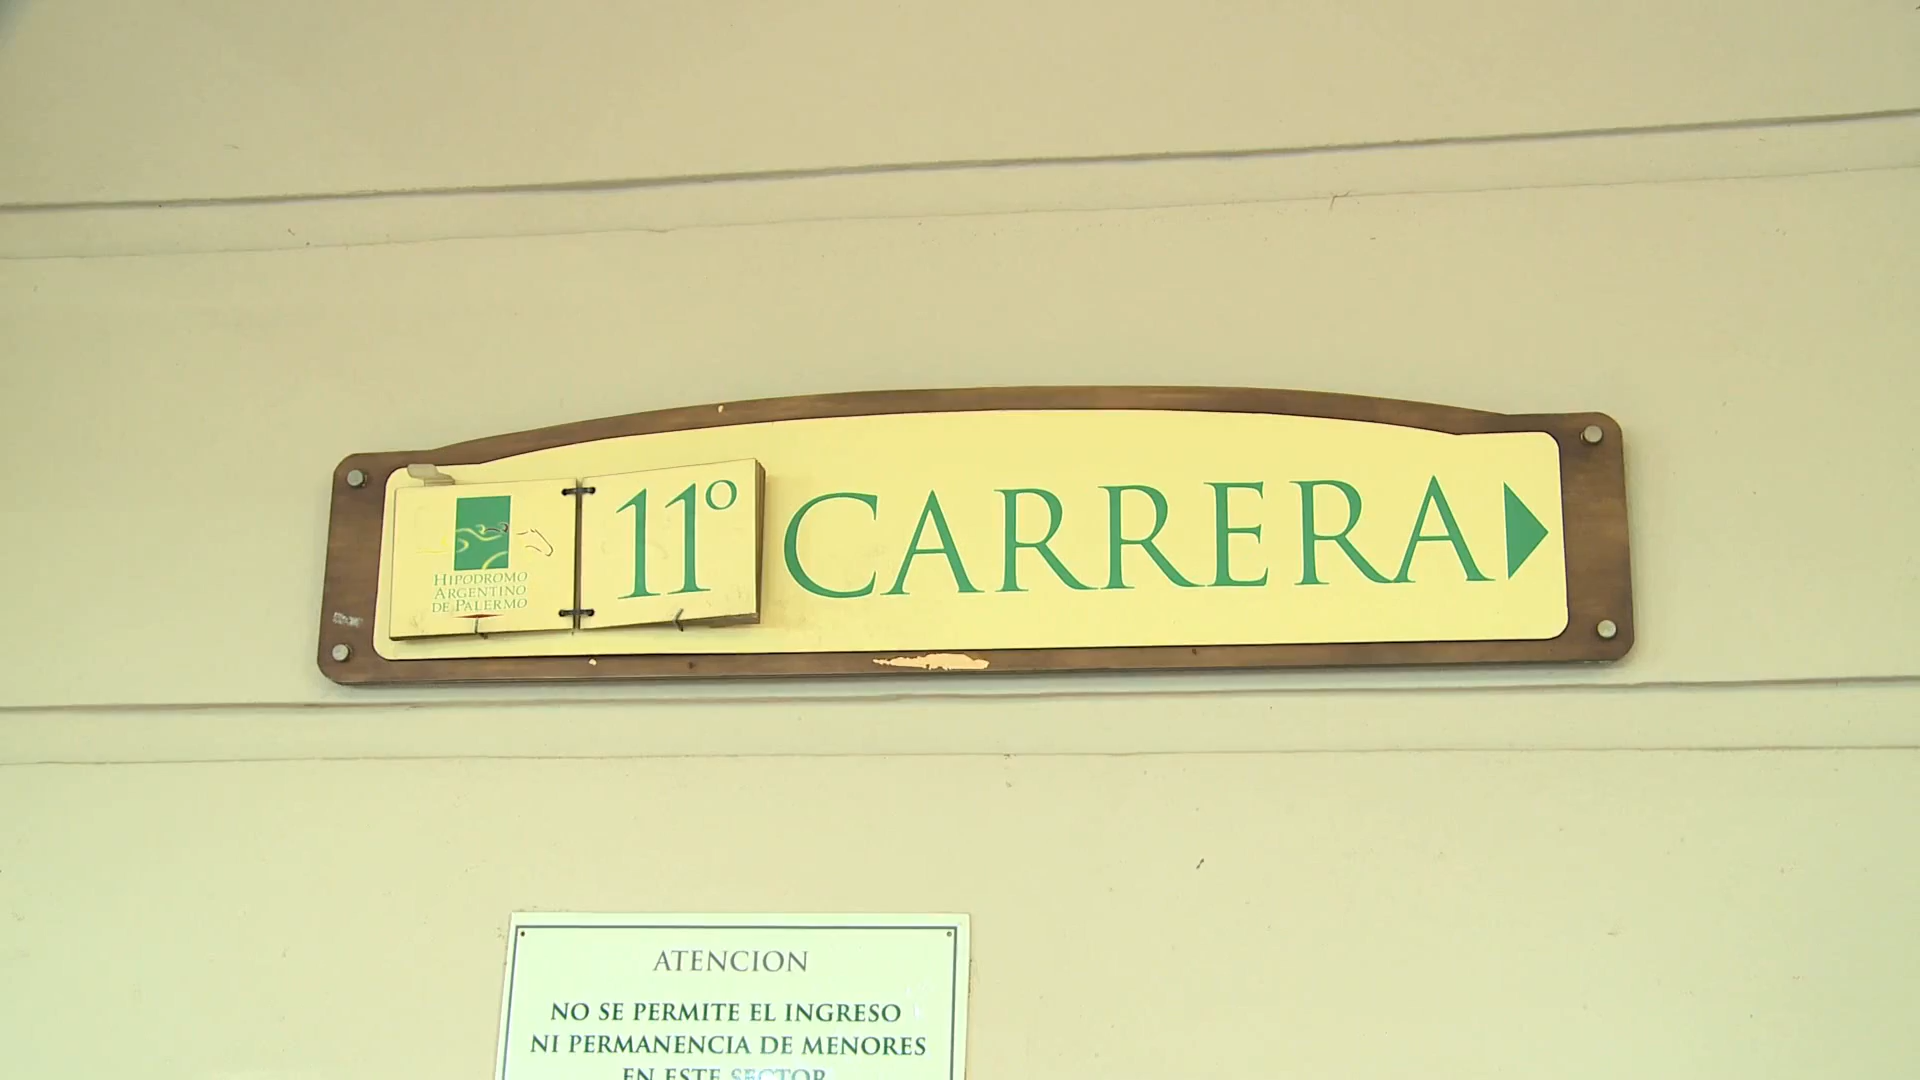 HIPODROMO
ARGENTINO
DE PALERMO
11º CARRERA
ATENCION
NO SE PERMITE EL INGRESO
NI PERMANENCIA DE MENORES
EN ESTE SECTOR